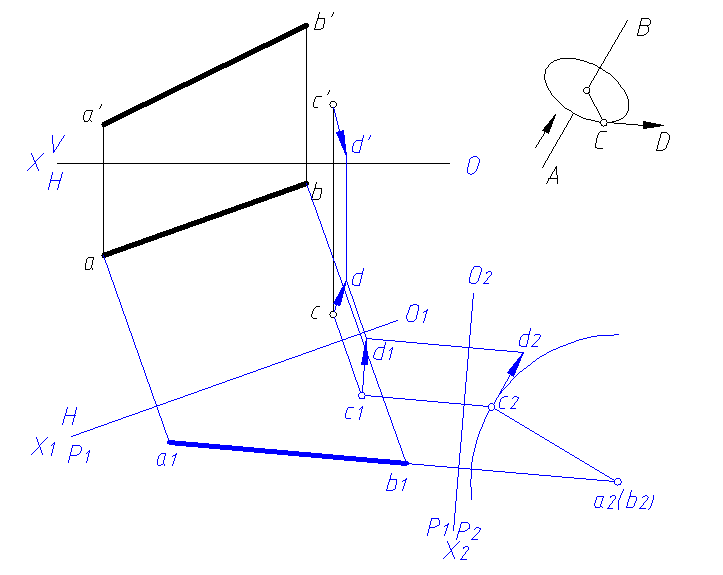 b'
B
a'
c'
V
X
d'
O
H
C
D
A
b
a
d
O2
c
O1
d2
d1
H
c1
c2
X1 P1
a1
b1
a2(b2)
P1 P2
X2